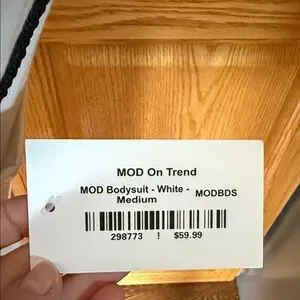 MOD On Trend
MOD Bodysuit - White - MODBDS
Medium
298773 ! $59.99